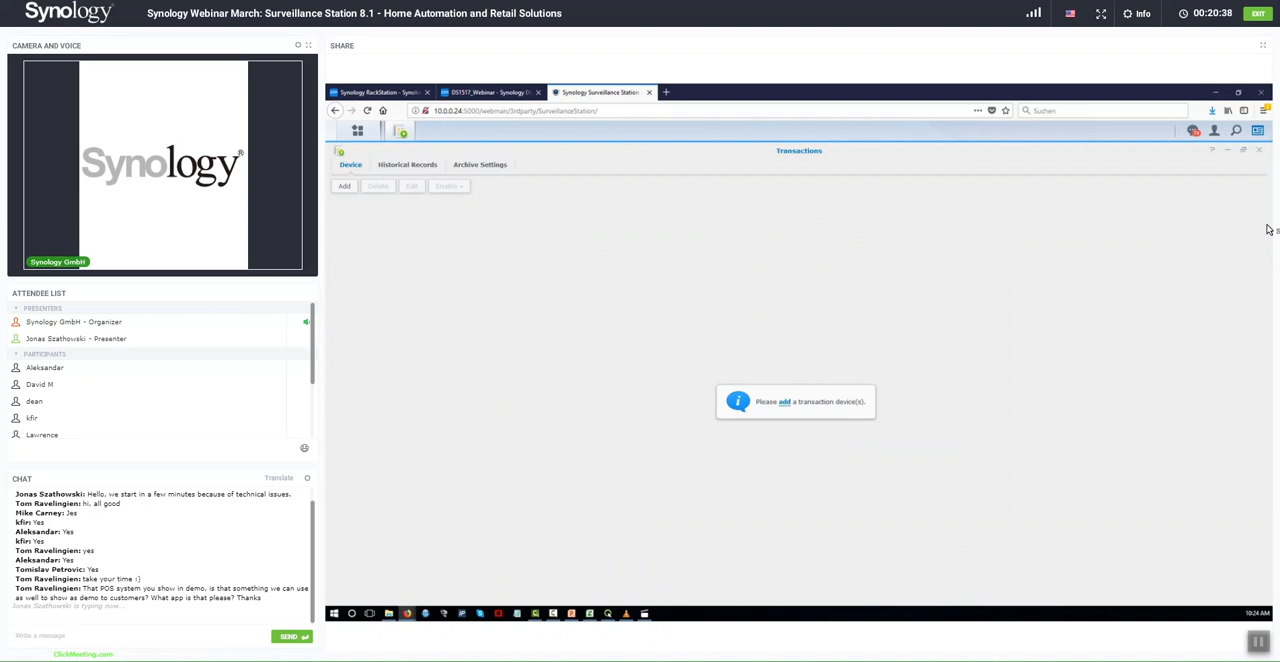 Synology
Synology Webinar March: Surveillance Station 8.1 - Home Automation and Retail Solutions
Info
00:20:38
EXIT
CAMERA AND VOICE
Synology®
Synology GmbH
ATTENDEE LIST
PRESENTERS
Synology GmbH - Organizer
Jonas Szathowski - Presenter
PARTICIPANTS
Aleksandar
David M
dean
kfir
Lawrence
CHAT
Translate
Jonas Szathowski: Hello, we start in a few minutes because of technical issues.
Tom Ravelingien: hi, all good
Mike Carney: Jes
kfir: Yes
Aleksandar: Yes
kfir: Yes
Tom Ravelingien: yes
Aleksandar: Yes
Tomislav Petrovic: Yes
Tom Ravelingien: take your time :)
Tom Ravelingien: That POS system you show in demo, is that something we can use
as well to show as demo to customers? What app is that please? Thanks
Jonas Szathowski is typing now...
Write a message
SEND
ClickMeeting.com
SHARE
Synology RackStation - Synolo
DS1517_Webinar - Synology D
Synology Surveillance Station
10.0.0.24:5000/webman/3rdparty/SurveillanceStation/
Suchen
Transactions
Device
Historical Records
Archive Settings
Add
Delete
Edit
Enable
Please add a transaction device(s).
10:24 AM